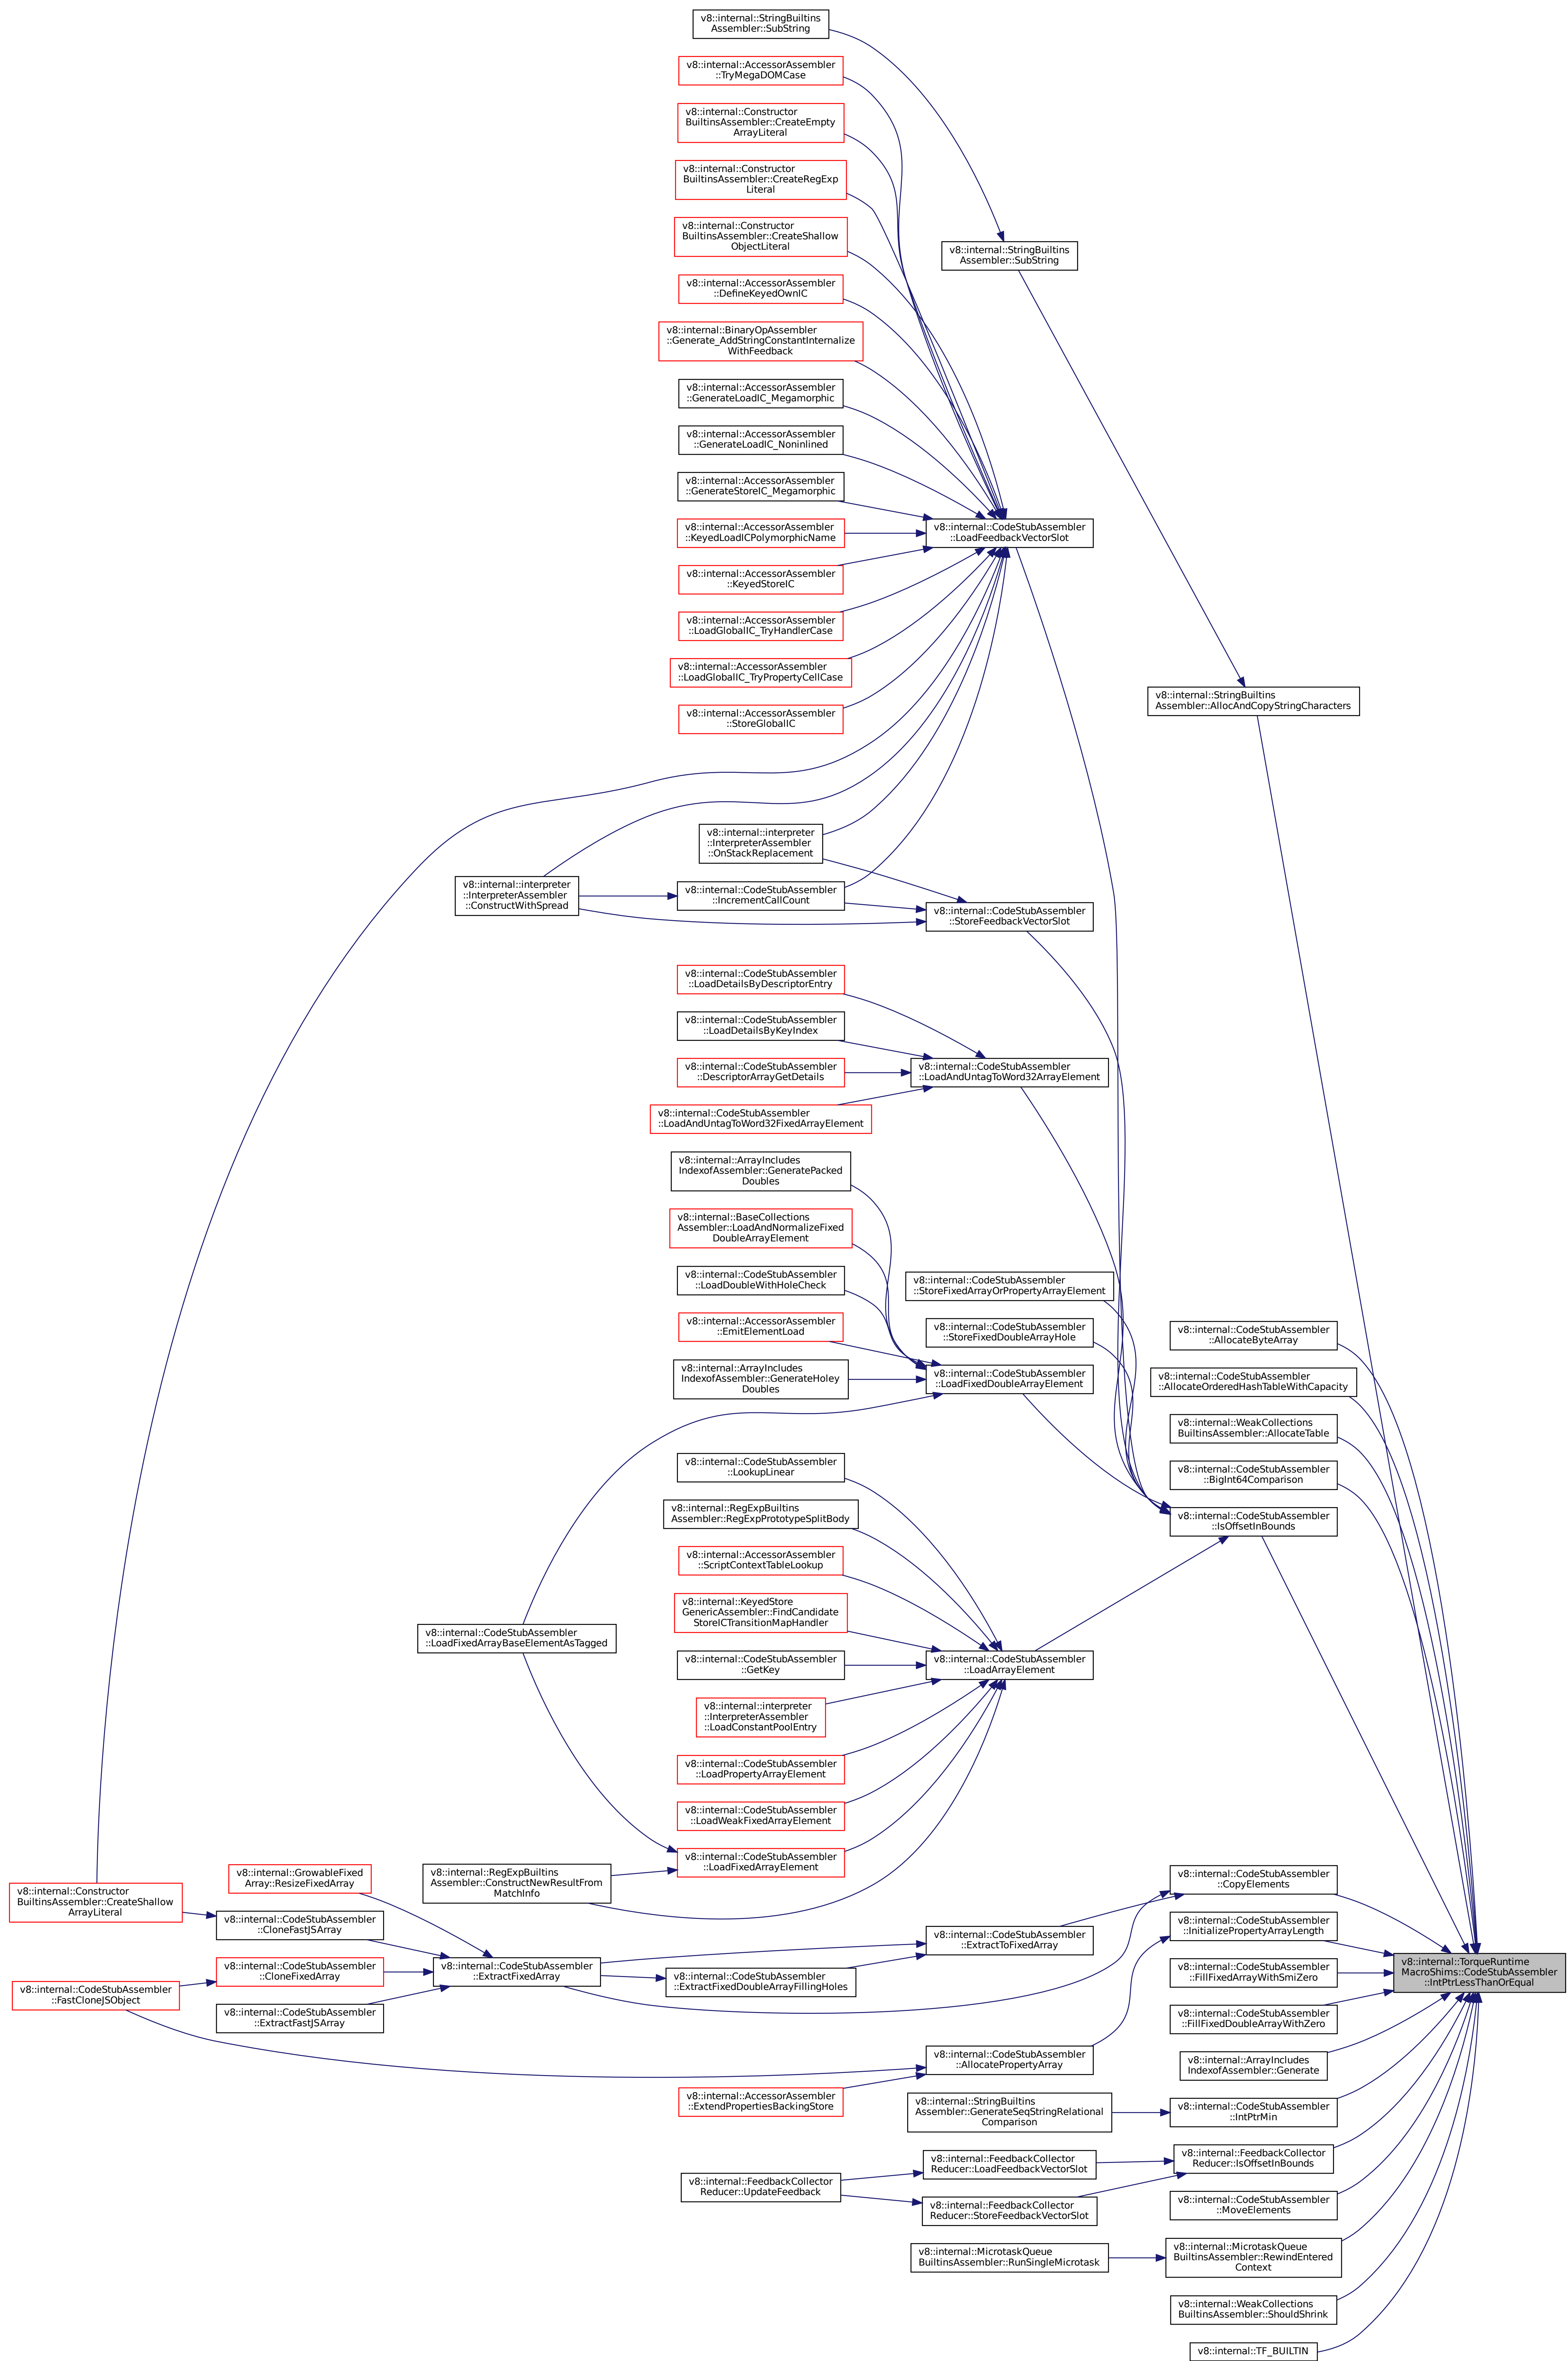 v8::internal::StringBuiltins
Assembler::SubString
v8::internal::AccessorAssembler
::TryMegaDOMCase
v8::internal::Constructor
BuiltinsAssembler::CreateEmpty
ArrayLiteral
v8::internal::Constructor
BuiltinsAssembler::CreateRegExp
Literal
v8::internal::Constructor
BuiltinsAssembler::CreateShallow
ObjectLiteral
v8::internal::StringBuiltins
Assembler::SubString
v8::internal::AccessorAssembler
::DefineKeyedOwnIC
v8::internal::BinaryOpAssembler
::Generate_AddStringConstantInternalize
WithFeedback
v8::internal::AccessorAssembler
::GenerateLoadIC_Megamorphic
v8::internal::AccessorAssembler
::GenerateLoadIC_Noninlined
v8::internal::AccessorAssembler
::GenerateStoreIC_Megamorphic
v8::internal::AccessorAssembler
::KeyedLoadICPolymorphicName
v8::internal::CodeStubAssembler
::LoadFeedbackVectorSlot
v8::internal::AccessorAssembler
::KeyedStoreIC
v8::internal::AccessorAssembler
::LoadGlobalIC_TryHandlerCase
v8::internal::AccessorAssembler
::LoadGlobalIC_TryPropertyCellCase
v8::internal::AccessorAssembler
::StoreGlobalIC
v8::internal::StringBuiltins
Assembler::AllocAndCopyStringCharacters
v8::internal::interpreter
::InterpreterAssembler
::OnStackReplacement
v8::internal::interpreter
::InterpreterAssembler
::ConstructWithSpread
v8::internal::CodeStubAssembler
::IncrementCallCount
v8::internal::CodeStubAssembler
::StoreFeedbackVectorSlot
v8::internal::CodeStubAssembler
::LoadDetailsByDescriptorEntry
v8::internal::CodeStubAssembler
::LoadDetailsByKeyIndex
v8::internal::CodeStubAssembler
::DescriptorArrayGetDetails
v8::internal::CodeStubAssembler
::LoadAndUntagToWord32ArrayElement
v8::internal::CodeStubAssembler
::LoadAndUntagToWord32FixedArrayElement
v8::internal::ArrayIncludes
IndexofAssembler::GeneratePacked
Doubles
v8::internal::BaseCollections
Assembler::LoadAndNormalizeFixed
DoubleArrayElement
v8::internal::CodeStubAssembler
::LoadDoubleWithHoleCheck
v8::internal::CodeStubAssembler
::StoreFixedArrayOrPropertyArrayElement
v8::internal::AccessorAssembler
::EmitElementLoad
v8::internal::CodeStubAssembler
::StoreFixedDoubleArrayHole
v8::internal::CodeStubAssembler
::AllocateByteArray
v8::internal::ArrayIncludes
IndexofAssembler::GenerateHoley
Doubles
v8::internal::CodeStubAssembler
::LoadFixedDoubleArrayElement
v8::internal::CodeStubAssembler
::AllocateOrderedHashTableWithCapacity
v8::internal::WeakCollections
BuiltinsAssembler::AllocateTable
v8::internal::CodeStubAssembler
::LookupLinear
v8::internal::CodeStubAssembler
::BigInt64Comparison
v8::internal::RegExpBuiltins
Assembler::RegExpPrototypeSplitBody
v8::internal::CodeStubAssembler
::IsOffsetInBounds
v8::internal::AccessorAssembler
::ScriptContextTableLookup
v8::internal::KeyedStore
GenericAssembler::FindCandidate
StoreICTransitionMapHandler
v8::internal::CodeStubAssembler
::LoadFixedArrayBaseElementAsTagged
v8::internal::CodeStubAssembler
::GetKey
v8::internal::CodeStubAssembler
::LoadArrayElement
v8::internal::interpreter
::InterpreterAssembler
::LoadConstantPoolEntry
v8::internal::CodeStubAssembler
::LoadPropertyArrayElement
v8::internal::CodeStubAssembler
::LoadWeakFixedArrayElement
v8::internal::CodeStubAssembler
::LoadFixedArrayElement
v8::internal::GrowableFixed
Array::ResizeFixedArray
v8::internal::RegExpBuiltins
Assembler::ConstructNewResultFrom
MatchInfo
v8::internal::CodeStubAssembler
::CopyElements
v8::internal::Constructor
BuiltinsAssembler::CreateShallow
ArrayLiteral
v8::internal::CodeStubAssembler
::CloneFastJSArray
v8::internal::CodeStubAssembler
::ExtractToFixedArray
v8::internal::CodeStubAssembler
::InitializePropertyArrayLength
v8::internal::CodeStubAssembler
::CloneFixedArray
v8::internal::CodeStubAssembler
::ExtractFixedArray
v8::internal::CodeStubAssembler
::ExtractFixedDoubleArrayFillingHoles
v8::internal::CodeStubAssembler
::FillFixedArrayWithSmiZero
v8::internal::TorqueRuntime
MacroShims::CodeStubAssembler
::IntPtrLessThanOrEqual
v8::internal::CodeStubAssembler
::FastCloneJSObject
v8::internal::CodeStubAssembler
::ExtractFastJSArray
v8::internal::CodeStubAssembler
::FillFixedDoubleArrayWithZero
v8::internal::CodeStubAssembler
::AllocatePropertyArray
v8::internal::ArrayIncludes
IndexofAssembler::Generate
v8::internal::AccessorAssembler
::ExtendPropertiesBackingStore
v8::internal::StringBuiltins
Assembler::GenerateSeqStringRelational
Comparison
v8::internal::CodeStubAssembler
::IntPtrMin
v8::internal::FeedbackCollector
Reducer::UpdateFeedback
v8::internal::FeedbackCollector
Reducer::LoadFeedbackVectorSlot
v8::internal::FeedbackCollector
Reducer::IsOffsetInBounds
v8::internal::FeedbackCollector
Reducer::StoreFeedbackVectorSlot
v8::internal::CodeStubAssembler
::MoveElements
v8::internal::MicrotaskQueue
BuiltinsAssembler::RunSingleMicrotask
v8::internal::MicrotaskQueue
BuiltinsAssembler::RewindEntered
Context
v8::internal::WeakCollections
BuiltinsAssembler::ShouldShrink
v8::internal::TF_BUILTIN